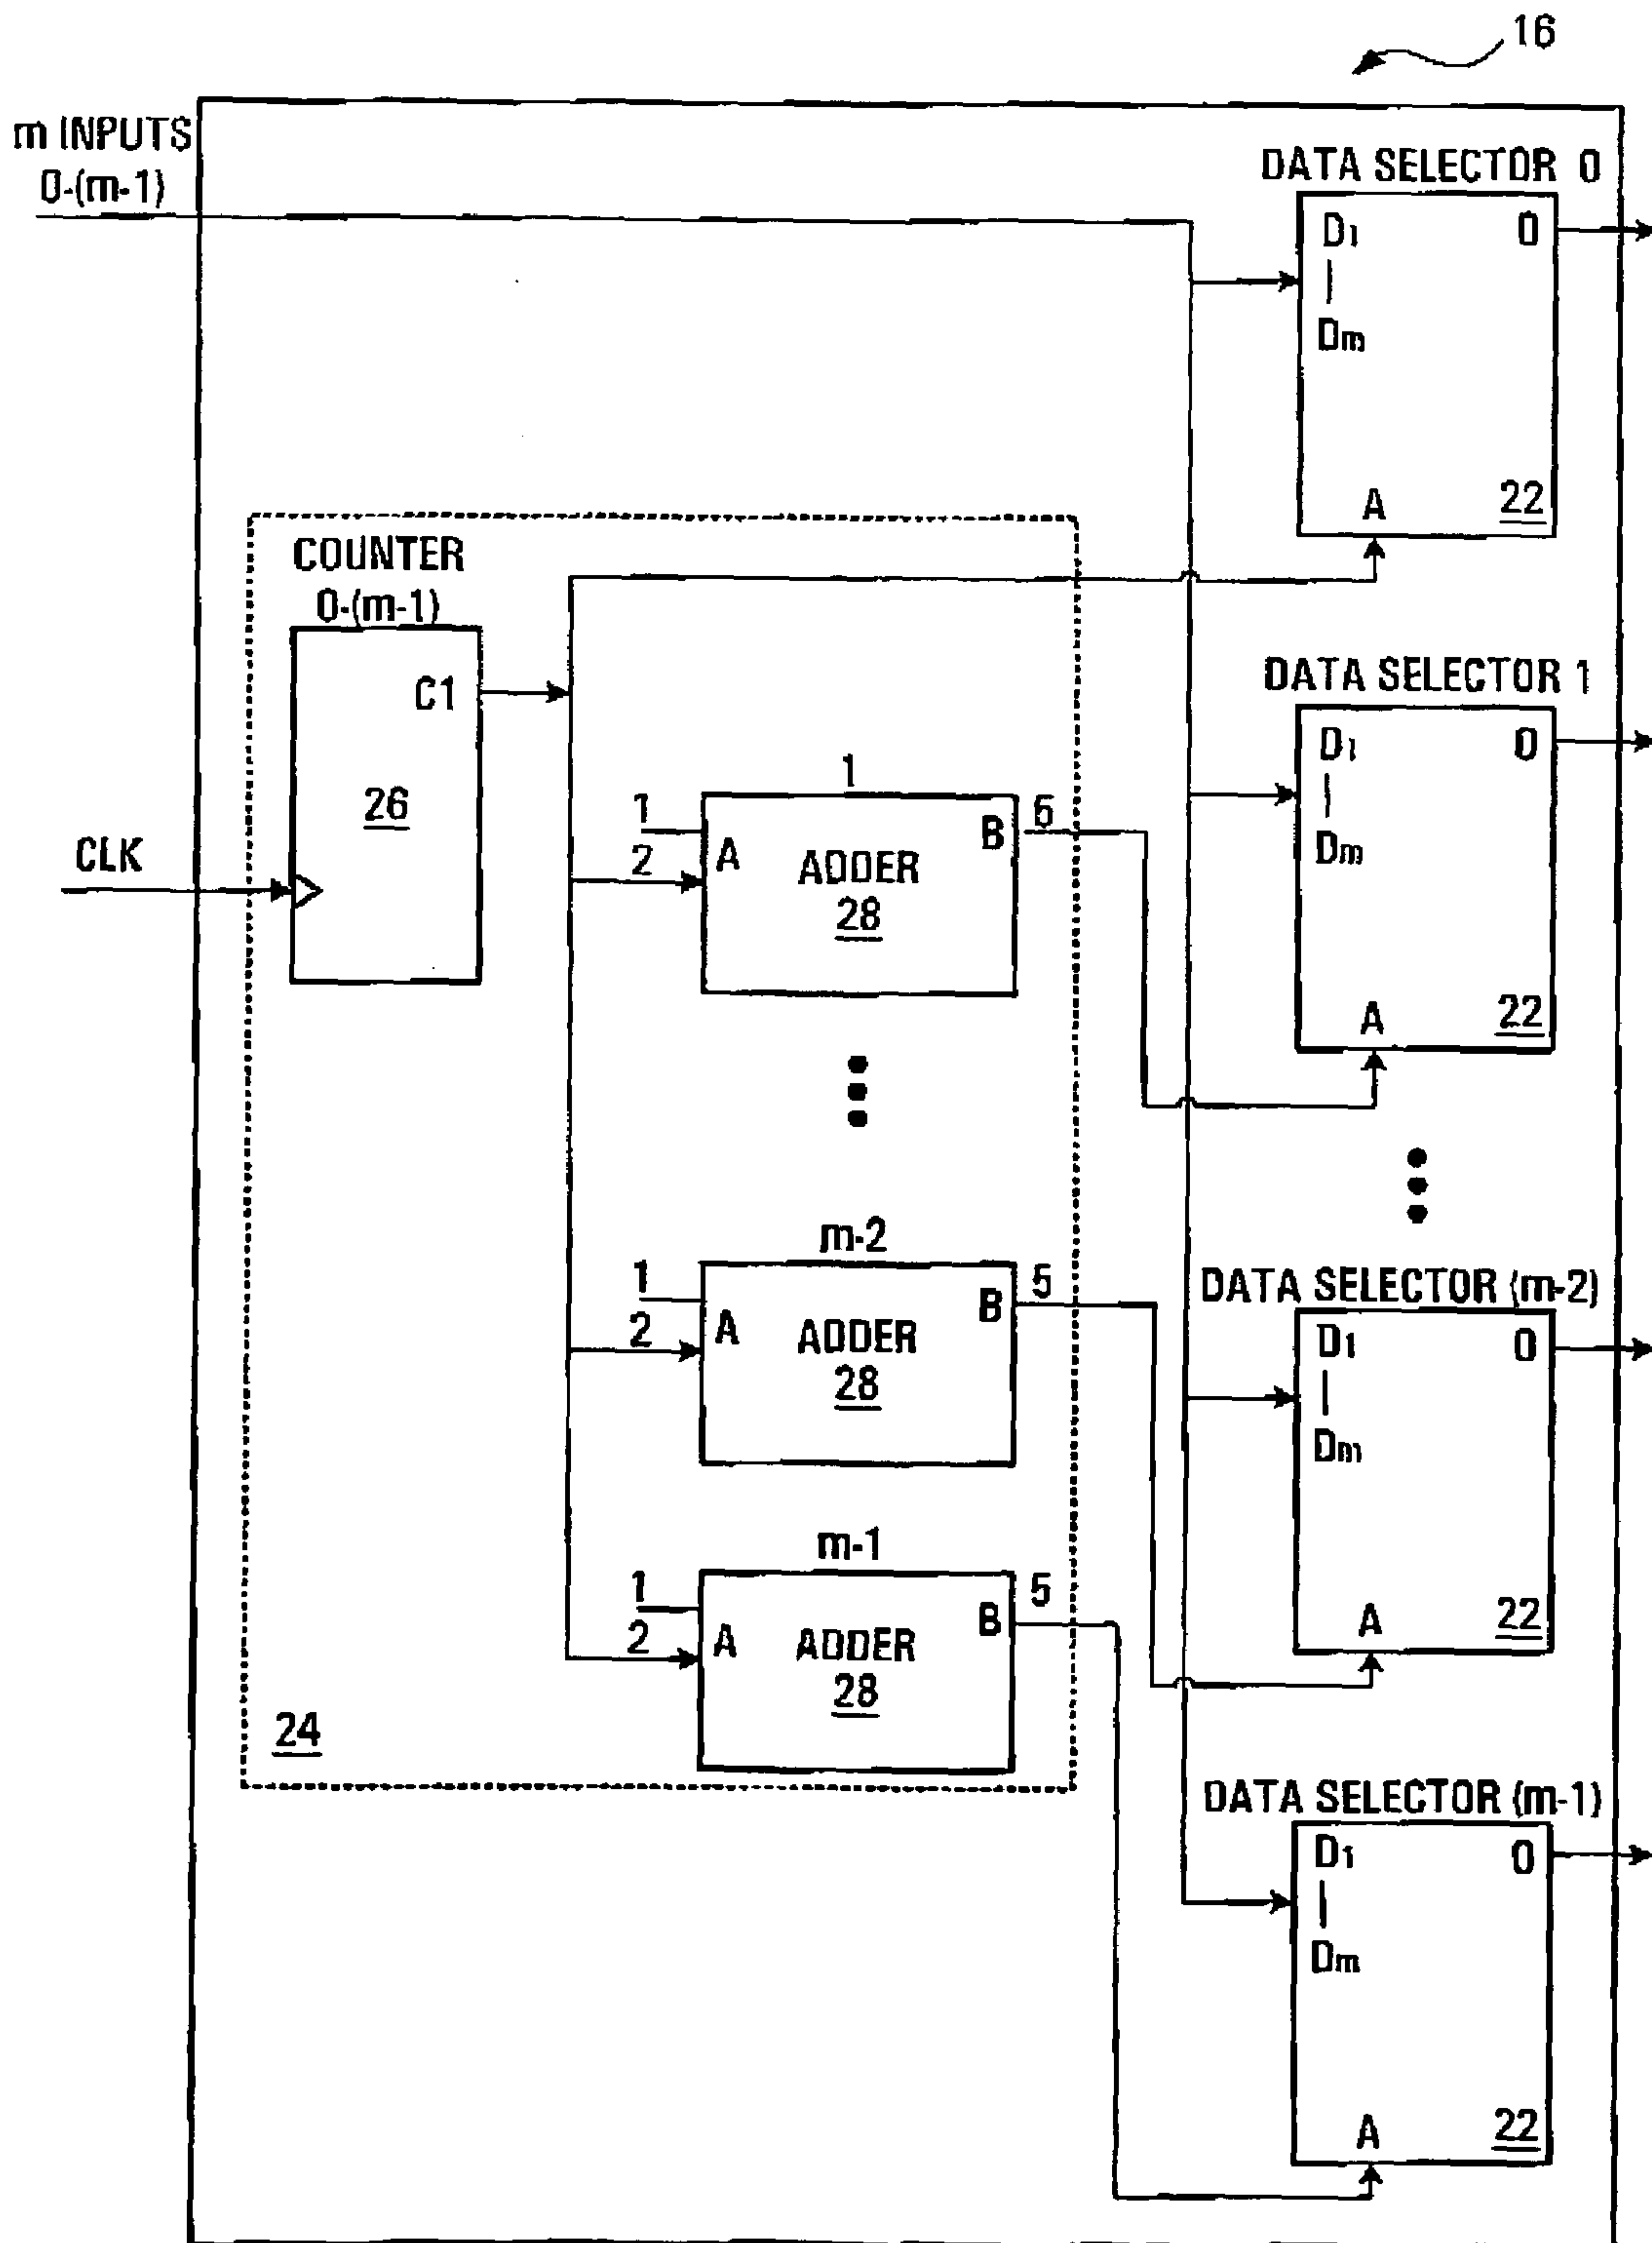 16
m INPUTS
0-(m-1)
DATA SELECTOR 0
D1
Dm
0
A
22
COUNTER
0-(m-1)
C1
26
CLK
DATA SELECTOR 1
D1
Dm
0
A
22
1
1
2
A
ADDER
28
B
6
m-2
1
2
A
ADDER
28
B
5
DATA SELECTOR (m-2)
D1
Dm
0
A
22
m-1
1
2
A
ADDER
28
B
5
24
DATA SELECTOR (m-1)
D1
Dm
0
A
22